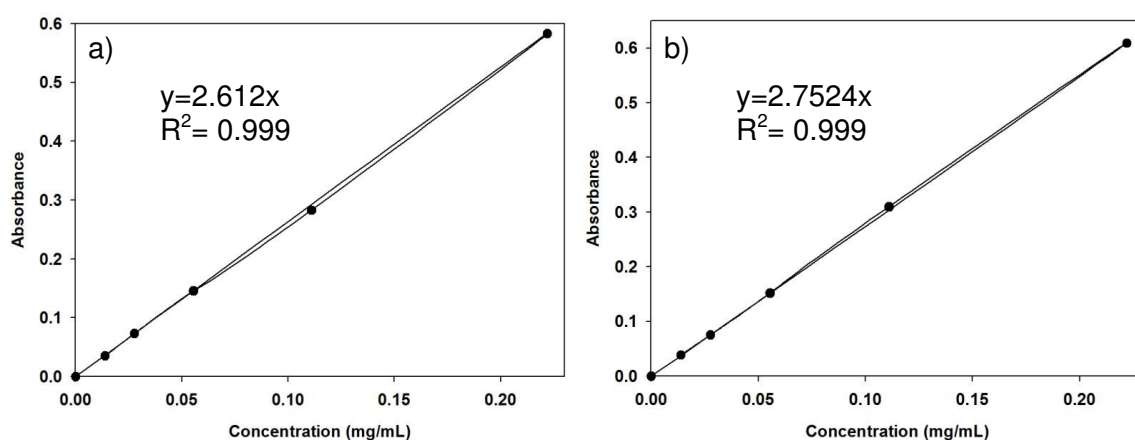 a)
y=2.612x
R²= 0.999
Absorbance
0.6
0.5
0.4
0.3
0.2
0.1
0.0
0.00 0.05 0.10 0.15 0.20
Concentration (mg/mL)
b)
y=2.7524x
R²= 0.999
Absorbance
0.6
0.5
0.4
0.3
0.2
0.1
0.0
0.00 0.05 0.10 0.15 0.20
Concentration (mg/mL)